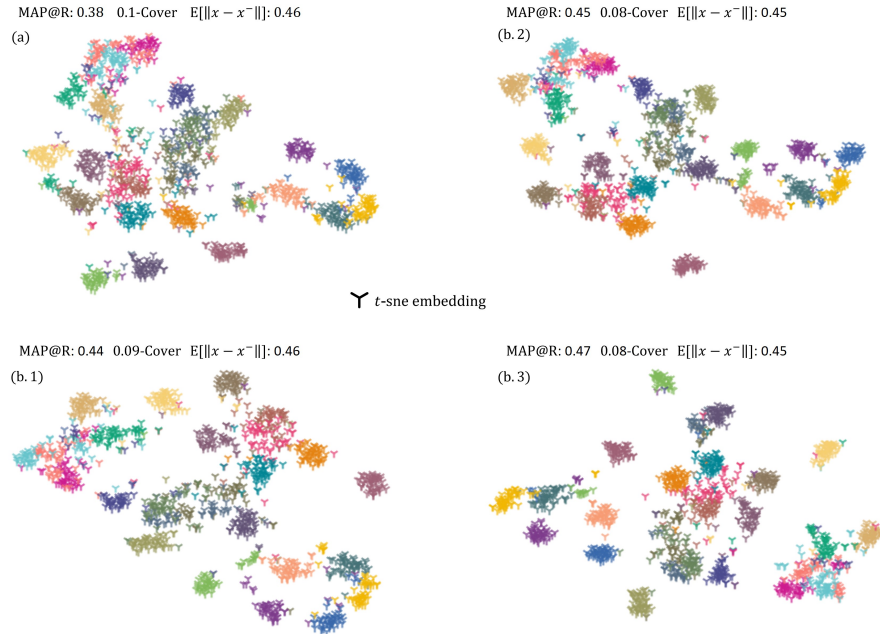 MAP@R: 0.38 0.1-Cover E[‖x − x⁻‖]: 0.46
(a)
MAP@R: 0.45 0.08-Cover E[‖x − x⁻‖]: 0.45
(b. 2)
t-sne embedding
MAP@R: 0.44 0.09-Cover E[‖x − x⁻‖]: 0.46
(b. 1)
MAP@R: 0.47 0.08-Cover E[‖x − x⁻‖]: 0.45
(b. 3)